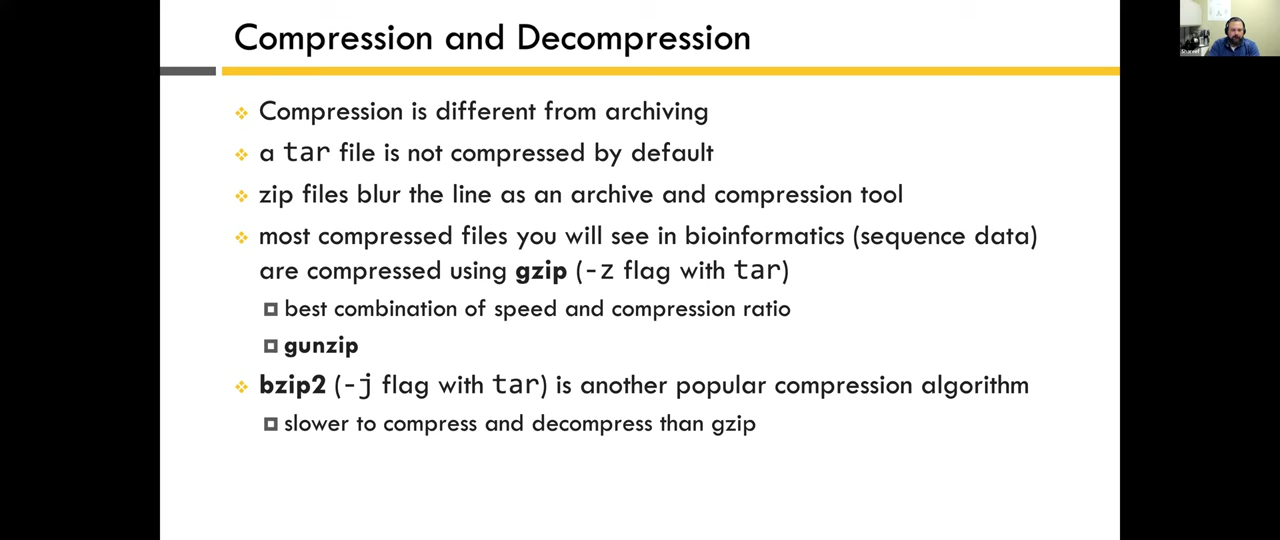 Compression and Decompression
Compression is different from archiving
a tar file is not compressed by default
zip files blur the line as an archive and compression tool
most compressed files you will see in bioinformatics (sequence data)
are compressed using gzip (-z flag with tar)
best combination of speed and compression ratio
gunzip
bzip2 (-j flag with tar) is another popular compression algorithm
slower to compress and decompress than gzip